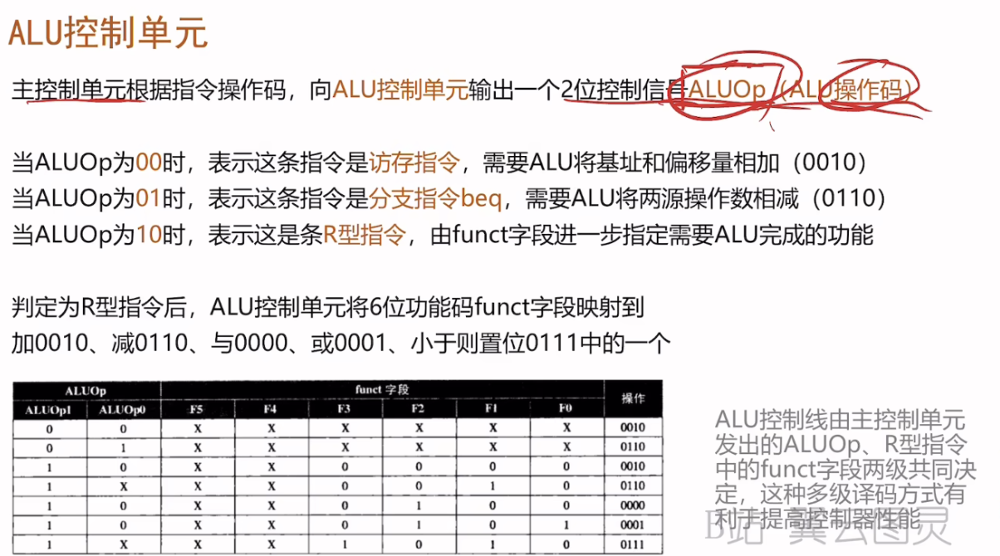 ALU控制单元
主控制单元根据指令操作码，向ALU控制单元输出一个2位控制信号ALUOp（ALU操作码）
当ALUOp为00时，表示这条指令是访存指令，需要ALU将基址和偏移量相加（0010）
当ALUOp为01时，表示这条指令是分支指令beq，需要ALU将两源操作数相减（0110）
当ALUOp为10时，表示这是条R型指令，由funct字段进一步指定需要ALU完成的功能
判定为R型指令后，ALU控制单元将6位功能码funct字段映射到
加0010、减0110、与0000、或0001、小于则置位0111中的一个
ALUOp funct 字段 操作
ALUOp1 ALUOp0 F5 F4 F3 F2 F1 F0
0 0 X X X X X X 0010
0 1 X X X X X X 0110
1 0 X X 0 0 0 0 0010
1 X X X 0 0 1 0 0110
1 0 X X 0 1 0 0 0000
1 0 X X 0 1 0 1 0001
1 X X X 1 0 1 0 0111
ALU控制线由主控制单元
发出的ALUOp、R型指令
中的funct字段两级共同决
定，这种多级译码方式有
利于提高控制器性能
B站 翼云图灵